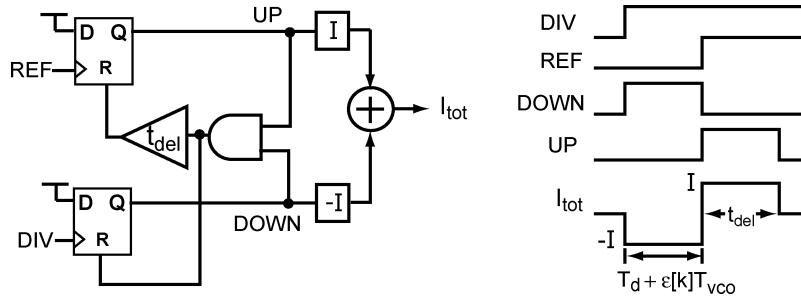 UP
D Q
REF
R
I
t_del
I_tot
D Q
DOWN
-I
DIV
R
DIV
REF
DOWN
UP
I
I_tot
t_del
-I
T_d + ε[k]T_vco